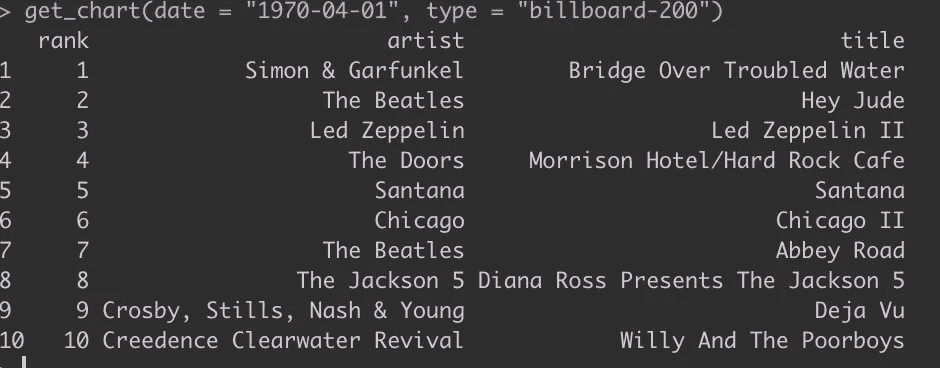 > get_chart(date = "1970-04-01", type = "billboard-200")
rank artist title
1 1 Simon & Garfunkel Bridge Over Troubled Water
2 2 The Beatles Hey Jude
3 3 Led Zeppelin Led Zeppelin II
4 4 The Doors Morrison Hotel/Hard Rock Cafe
5 5 Santana Santana
6 6 Chicago Chicago II
7 7 The Beatles Abbey Road
8 8 The Jackson 5 Diana Ross Presents The Jackson 5
9 9 Crosby, Stills, Nash & Young Deja Vu
10 10 Creedence Clearwater Revival Willy And The Poorboys